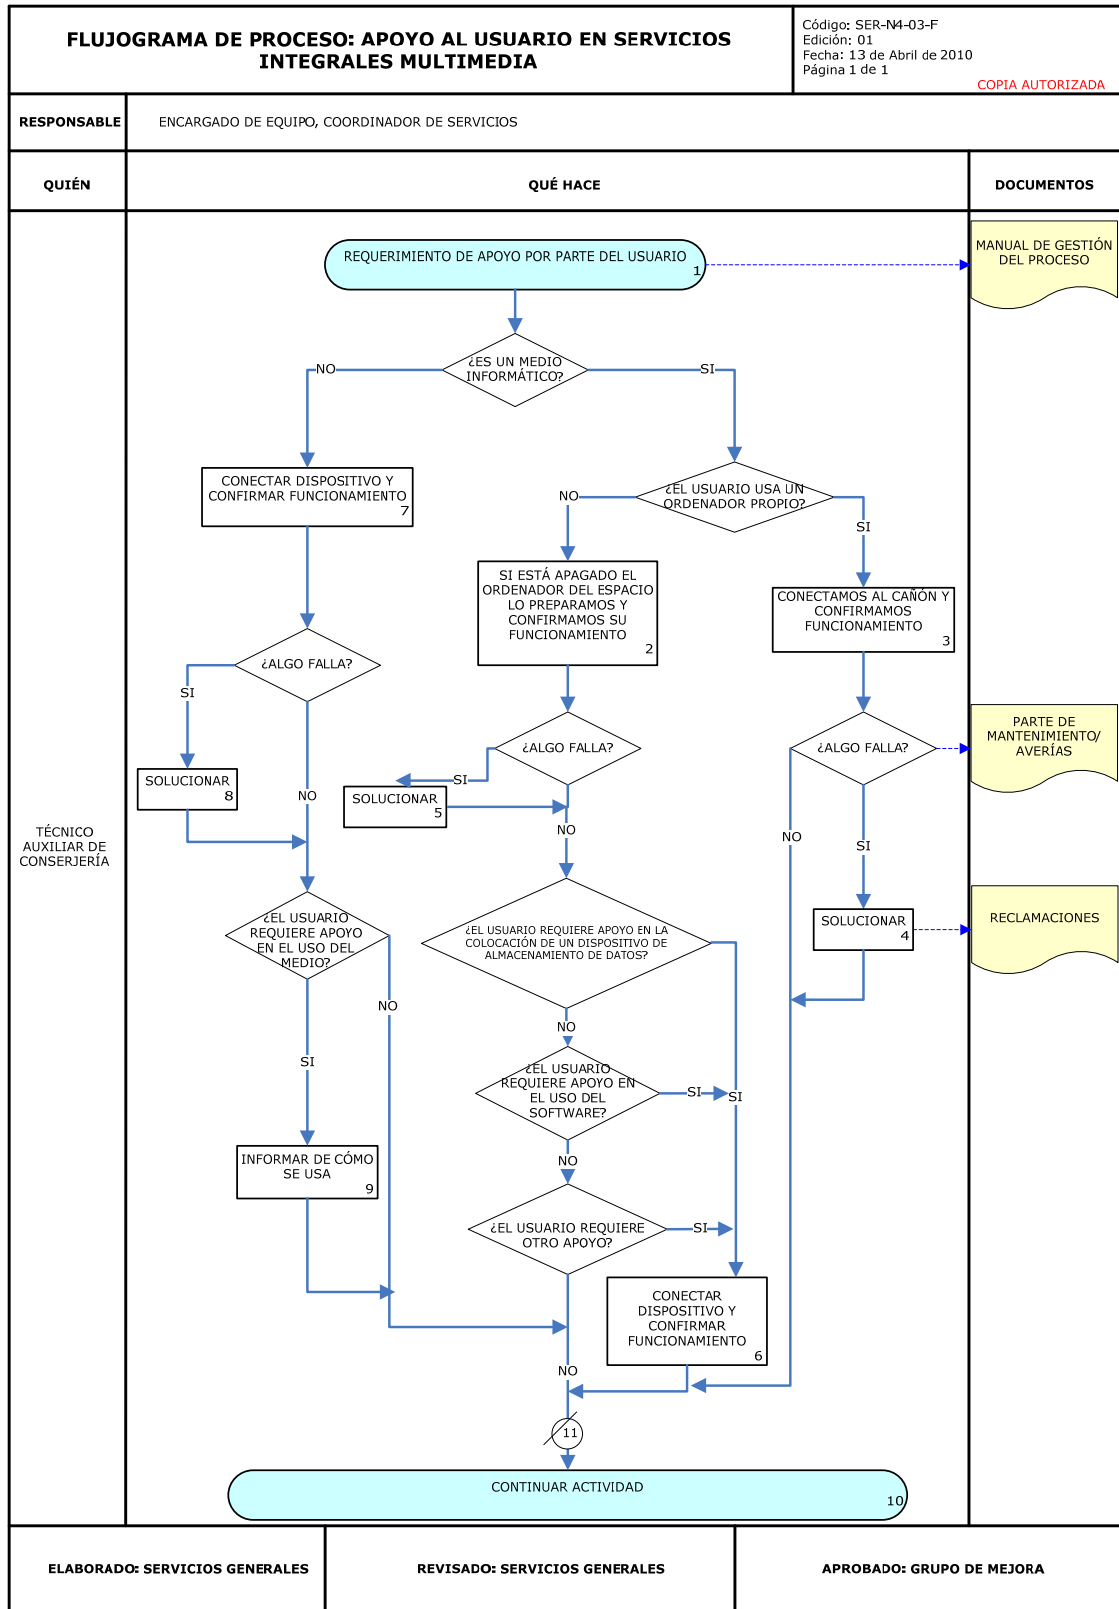 FLUJOGRAMA DE PROCESO: APOYO AL USUARIO EN SERVICIOS
INTEGRALES MULTIMEDIA
Código: SER-N4-03-F
Edición: 01
Fecha: 13 de Abril de 2010
Página 1 de 1
COPIA AUTORIZADA
RESPONSABLE
ENCARGADO DE EQUIPO, COORDINADOR DE SERVICIOS
QUIÉN
QUÉ HACE
DOCUMENTOS
REQUERIMIENTO DE APOYO POR PARTE DEL USUARIO
1
MANUAL DE GESTIÓN
DEL PROCESO
¿ES UN MEDIO
INFORMÁTICO?
NO
SI
CONECTAR DISPOSITIVO Y
CONFIRMAR FUNCIONAMIENTO
7
¿EL USUARIO USA UN
ORDENADOR PROPIO?
NO
SI
SI ESTÁ APAGADO EL
ORDENADOR DEL ESPACIO
LO PREPARAMOS Y
CONFIRMAMOS SU
FUNCIONAMIENTO
2
CONECTAMOS AL CAÑÓN Y
CONFIRMAMOS
FUNCIONAMIENTO
3
¿ALGO FALLA?
SI
NO
SOLUCIONAR
8
¿ALGO FALLA?
SI
SOLUCIONAR
5
NO
¿ALGO FALLA?
NO
SI
PARTE DE
MANTENIMIENTO/
AVERÍAS
TÉCNICO
AUXILIAR DE
CONSERJERÍA
¿EL USUARIO
REQUIERE APOYO
EN EL USO DEL
MEDIO?
NO
SI
¿EL USUARIO REQUIERE APOYO EN LA
COLOCACIÓN DE UN DISPOSITIVO DE
ALMACENAMIENTO DE DATOS?
NO
SI
SOLUCIONAR
4
RECLAMACIONES
¿EL USUARIO
REQUIERE APOYO EN
EL USO DEL
SOFTWARE?
SI
NO
INFORMAR DE CÓMO
SE USA
9
¿EL USUARIO REQUIERE
OTRO APOYO?
SI
NO
CONECTAR
DISPOSITIVO Y
CONFIRMAR
FUNCIONAMIENTO
6
11
CONTINUAR ACTIVIDAD
10
ELABORADO: SERVICIOS GENERALES
REVISADO: SERVICIOS GENERALES
APROBADO: GRUPO DE MEJORA